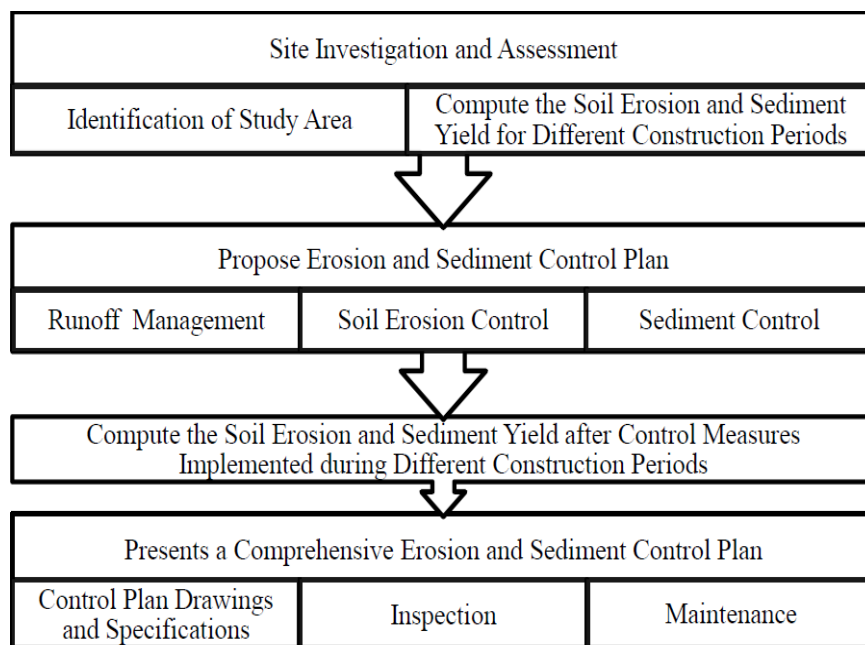 Site Investigation and Assessment
Identification of Study Area
Compute the Soil Erosion and Sediment
Yield for Different Construction Periods
Propose Erosion and Sediment Control Plan
Runoff Management
Soil Erosion Control
Sediment Control
Compute the Soil Erosion and Sediment Yield after Control Measures
Implemented during Different Construction Periods
Presents a Comprehensive Erosion and Sediment Control Plan
Control Plan Drawings
and Specifications
Inspection
Maintenance